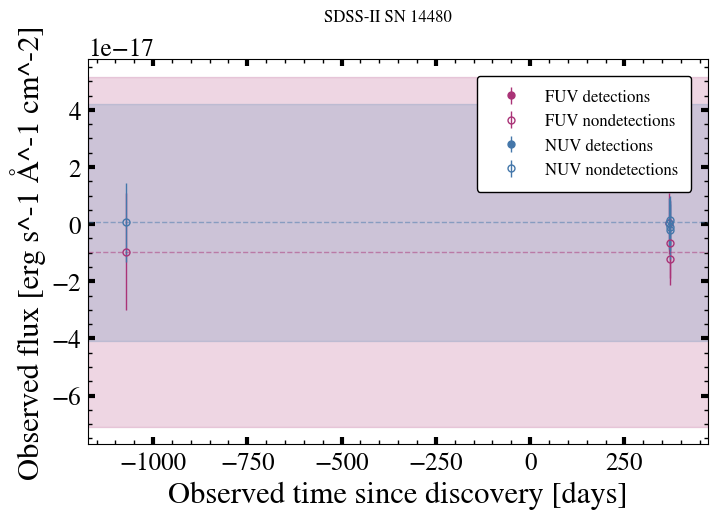 SDSS-II SN 14480
1e−17
FUV detections
FUV nondetections
NUV detections
NUV nondetections
4
2
0
−2
−4
−6
Observed flux [erg s^-1 Å^-1 cm^-2]
−1000 −750 −500 −250 0 250
Observed time since discovery [days]